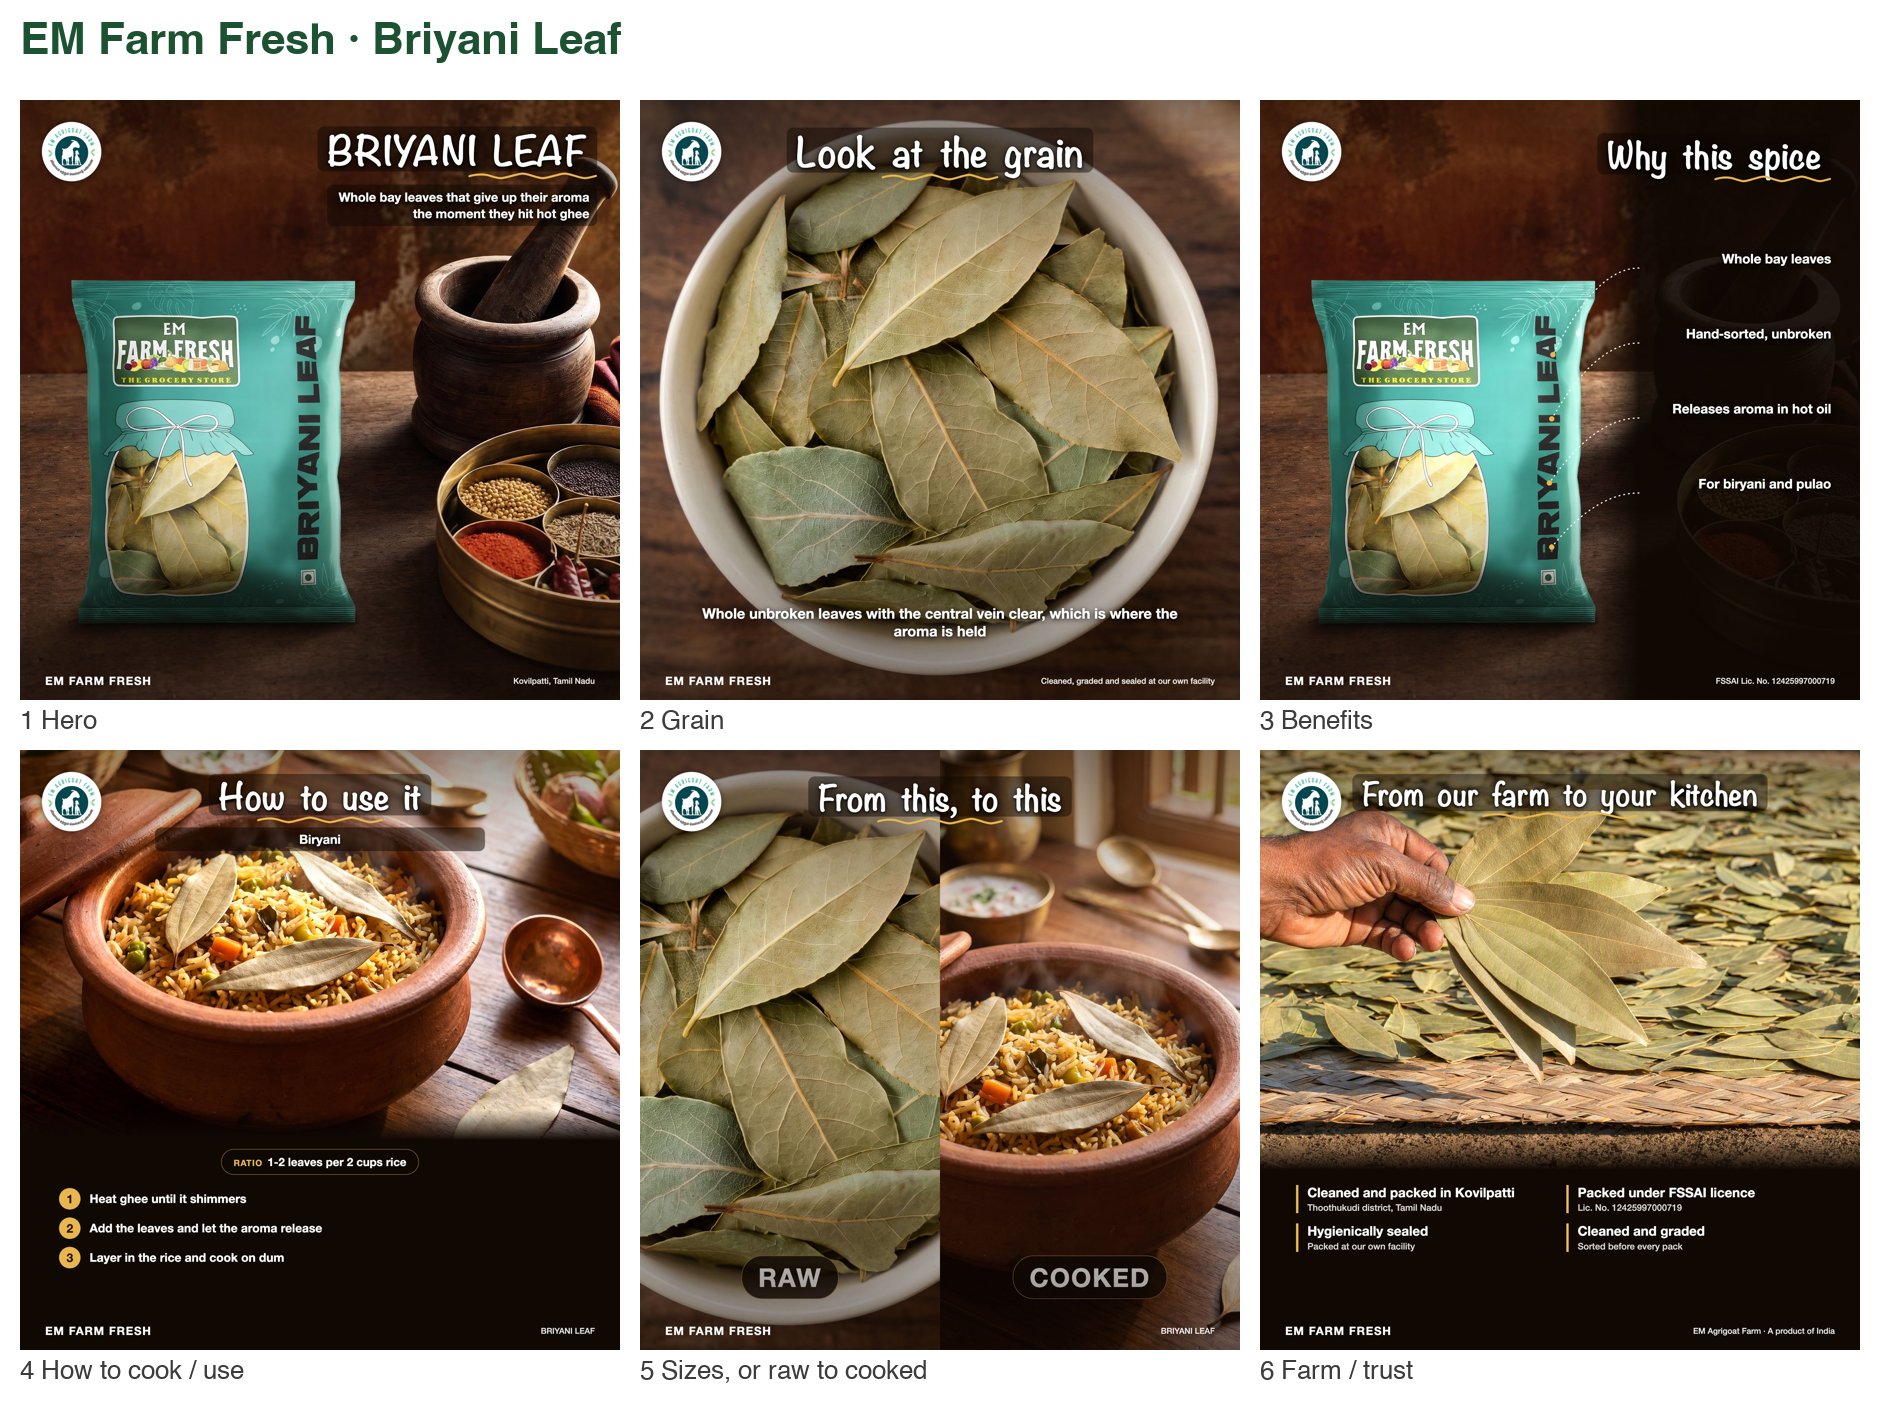 EM Farm Fresh · Briyani Leaf
BRIYANI LEAF
Whole bay leaves that give up their aroma
the moment they hit hot ghee
EM
FARM FRESH
THE GROCERY STORE
BRIYANI LEAF
EM FARM FRESH
Kovilpatti, Tamil Nadu
1 Hero
Look at the grain
Whole unbroken leaves with the central vein clear, which is where the
aroma is held
EM FARM FRESH
Cleaned, graded and sealed at our own facility
2 Grain
Why this spice
Whole bay leaves
Hand-sorted, unbroken
Releases aroma in hot oil
For biryani and pulao
EM
FARM FRESH
THE GROCERY STORE
BRIYANI LEAF
EM FARM FRESH
FSSAI Lic. No. 12425997000719
3 Benefits
How to use it
Biryani
RATIO 1-2 leaves per 2 cups rice
1 Heat ghee until it shimmers
2 Add the leaves and let the aroma release
3 Layer in the rice and cook on dum
EM FARM FRESH
BRIYANI LEAF
4 How to cook / use
From this, to this
RAW
COOKED
EM FARM FRESH
BRIYANI LEAF
5 Sizes, or raw to cooked
From our farm to your kitchen
Cleaned and packed in Kovilpatti
Thoothukudi district, Tamil Nadu
Packed under FSSAI licence
Lic. No. 12425997000719
Hygienically sealed
Packed at our own facility
Cleaned and graded
Sorted before every pack
EM FARM FRESH
EM Agrigoat Farm · A product of India
6 Farm / trust